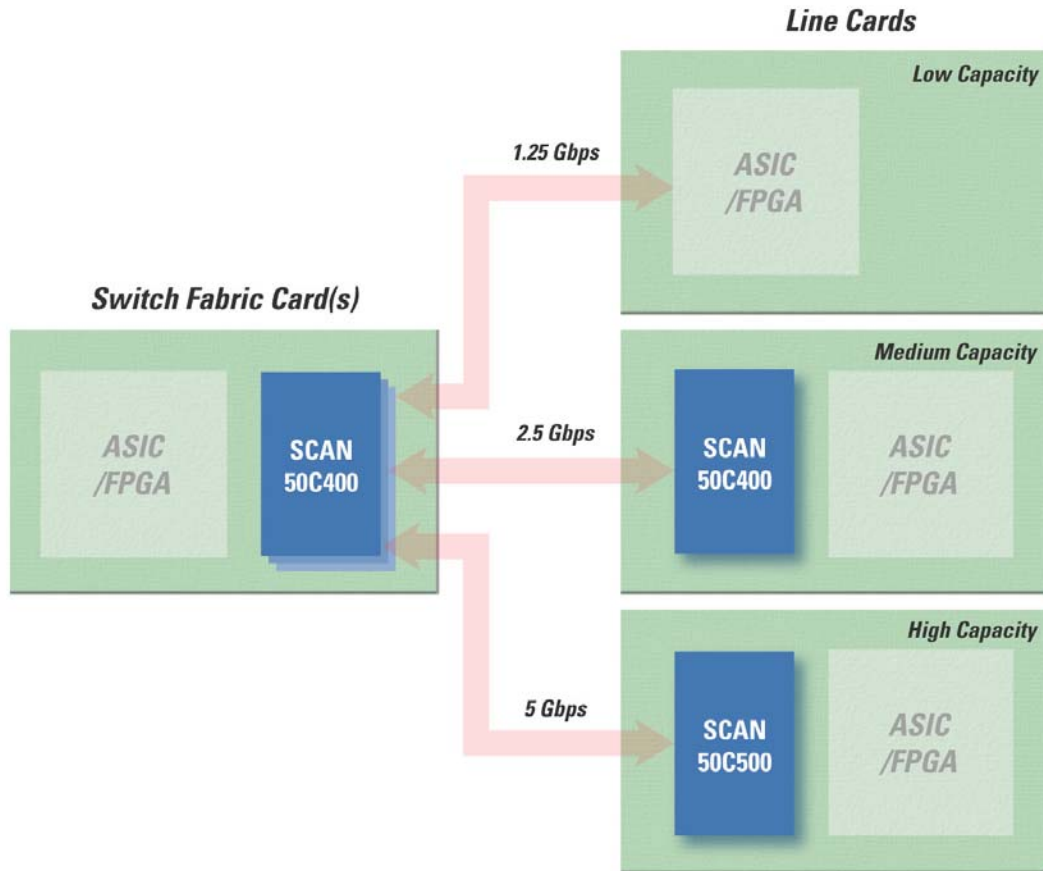 Line Cards
Low Capacity
1.25 Gbps
ASIC
/FPGA
Switch Fabric Card(s)
ASIC
/FPGA
SCAN
50C400
2.5 Gbps
Medium Capacity
SCAN
50C400
ASIC
/FPGA
High Capacity
5 Gbps
SCAN
50C500
ASIC
/FPGA